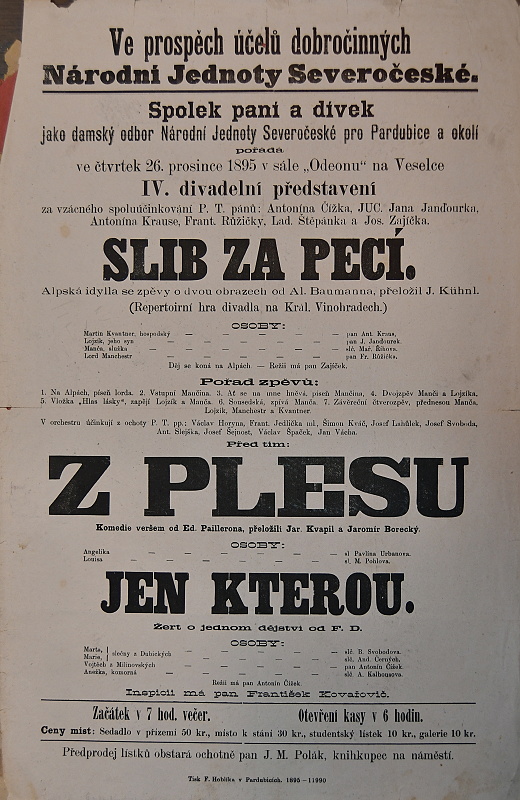 Ve prospěch účelů dobročinných
Národní Jednoty Severočeské.
Spolek paní a dívek
jako damský odbor Národní Jednoty Severočeské pro Pardubice a okolí
pořádá
ve čtvrtek 26. prosince 1895 v sále „Odeonu“ na Veselce
IV. divadelní představení
za vzácného spoluúčinkování P. T. pánů: Antonína Čížka, JUC. Jana Janďourka,
Antonína Krause, Frant. Růžičky, Lad. Štěpánka a Jos. Zajíčka.
SLIB ZA PECÍ.
Alpská idylla se zpěvy o dvou obrazech od Al. Baumanna, přeložil J. Kühnl.
(Repertoirní hra divadla na Král. Vinohradech.)
OSOBY:
Martin Kvantner, hospodský — — — — — — pan Ant. Kraus,
Lojzík, jeho syn — — — — — — pan J. Janďourek.
Manča, služka — — — — — — slč. Mař. Říhova.
Lord Manchestr — — — — — — pan Fr. Růžička.
Děj se koná na Alpách. — Režii má pan Zajíček.
Pořad zpěvů:
1. Na Alpách, píseň lorda. 2. Vstupní Mančina. 3. Ať se na mne hněvá, píseň Mančina, 4. Dvojzpěv Manči a Lojzíka,
5. Vložka „Hlas lásky“, zapějí Lojzík a Manča. 6. Sousedská, zpívá Manča. 7. Závěreční čtverozpěv, přednesou Manča,
Lojzík, Manchestr a Kvantner.
V orchestru účinkují z ochoty P. T. pp.: Václav Horyna, Frant. Jedlička ml., Šimon Kváč, Josef Lahůlek, Josef Svoboda,
Ant. Slejška, Josef Šejnost, Václav Špaček, Jan Vácha.
Před tím:
Z PLESU
Komedie veršem od Ed. Paillerona, přeložili Jar. Kvapil a Jaromír Borecký.
OSOBY:
Angelika — — — — — — sl Pavlína Urbanova.
Louisa — — — — — — sl. M. Pohlova.
JEN KTEROU.
Žert o jednom dějství od F. D.
OSOBY:
Marta, } slečny z Dubických — — — — — slč. R. Svobodova.
Marie, — — — — — slč. And. Černých.
Vojtěch z Milínovských — — — — — pan Antonín Čížek
Anežka, komorná — — — — — slč. A. Kalhousova.
Režii má pan Antonín Čížek.
Inspicii má pan František Kovařovič.
Začátek v 7 hod. večer. Otevření kasy v 6 hodin.
Ceny míst: Sedadlo v přízemí 50 kr., místo k stání 30 kr., studentský lístek 10 kr., galerie 10 kr.
Předprodej lístků obstará ochotně pan J. M. Polák, knihkupec na náměstí.
Tisk F. Hoblíka v Pardubicích. 1895—11990